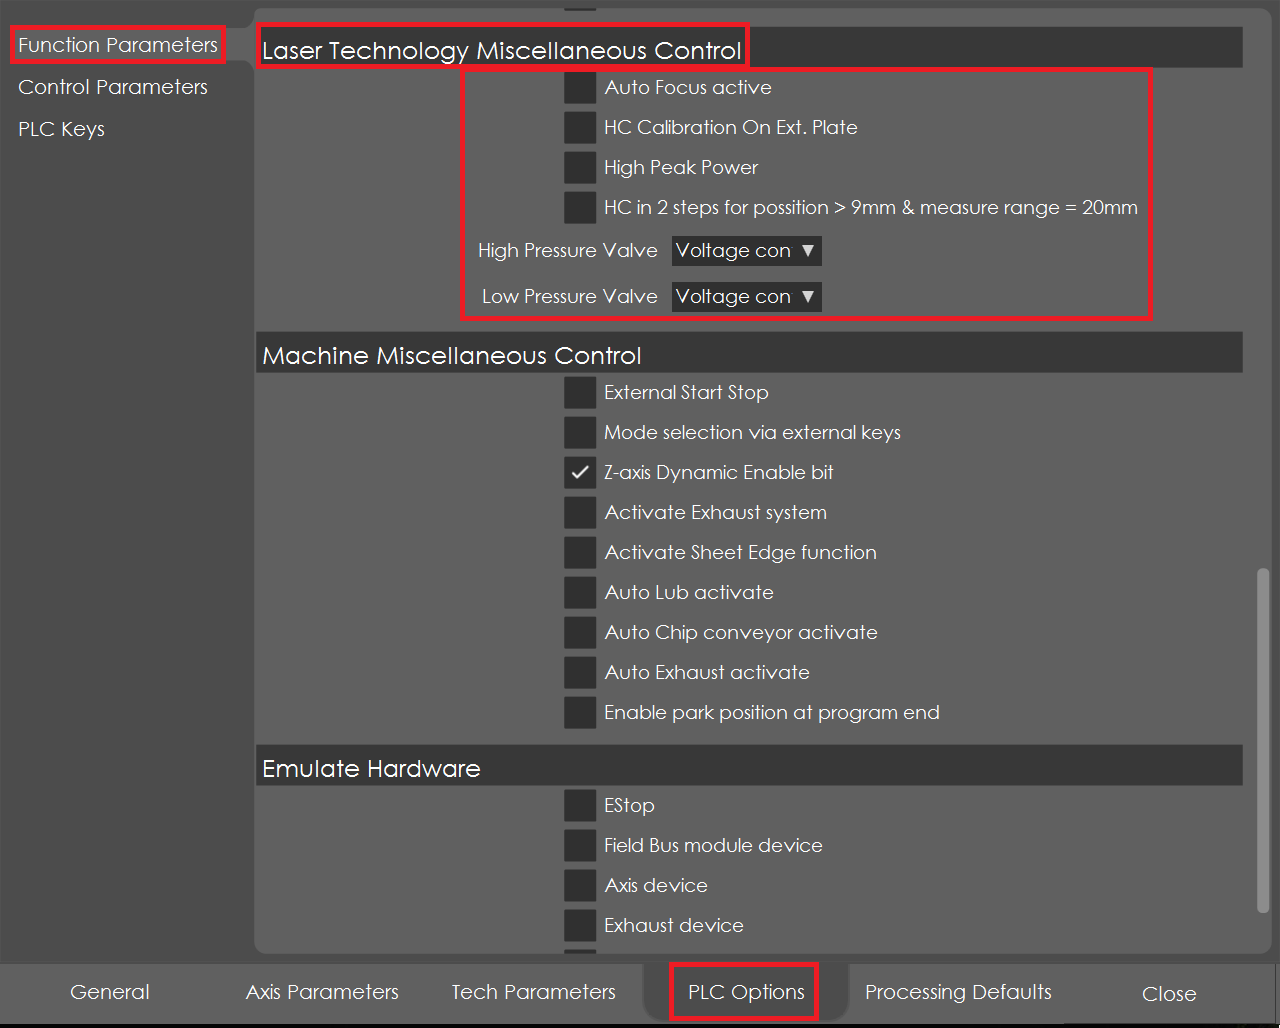 Function Parameters
Control Parameters
PLC Keys
Laser Technology Miscellaneous Control
Auto Focus active
HC Calibration On Ext. Plate
High Peak Power
HC in 2 steps for possition > 9mm & measure range = 20mm
High Pressure Valve Voltage con ▼
Low Pressure Valve Voltage con ▼
Machine Miscellaneous Control
External Start Stop
Mode selection via external keys
Z-axis Dynamic Enable bit
Activate Exhaust system
Activate Sheet Edge function
Auto Lub activate
Auto Chip conveyor activate
Auto Exhaust activate
Enable park position at program end
Emulate Hardware
EStop
Field Bus module device
Axis device
Exhaust device
General Axis Parameters Tech Parameters PLC Options Processing Defaults Close